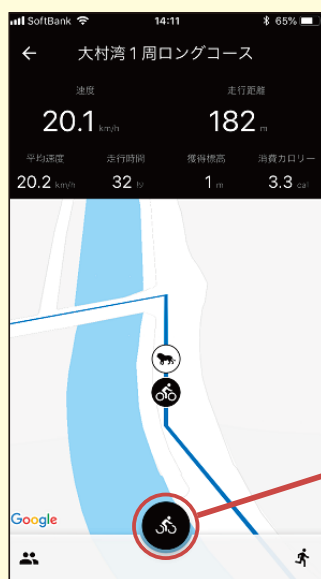 SoftBank 14:11 65%
大村湾1周ロングコース
速度 走行距離
20.1 km/h 182 m
平均速度 走行時間 獲得標高 消費カロリー
20.2 km/h 32 秒 1 m 3.3 cal
Google